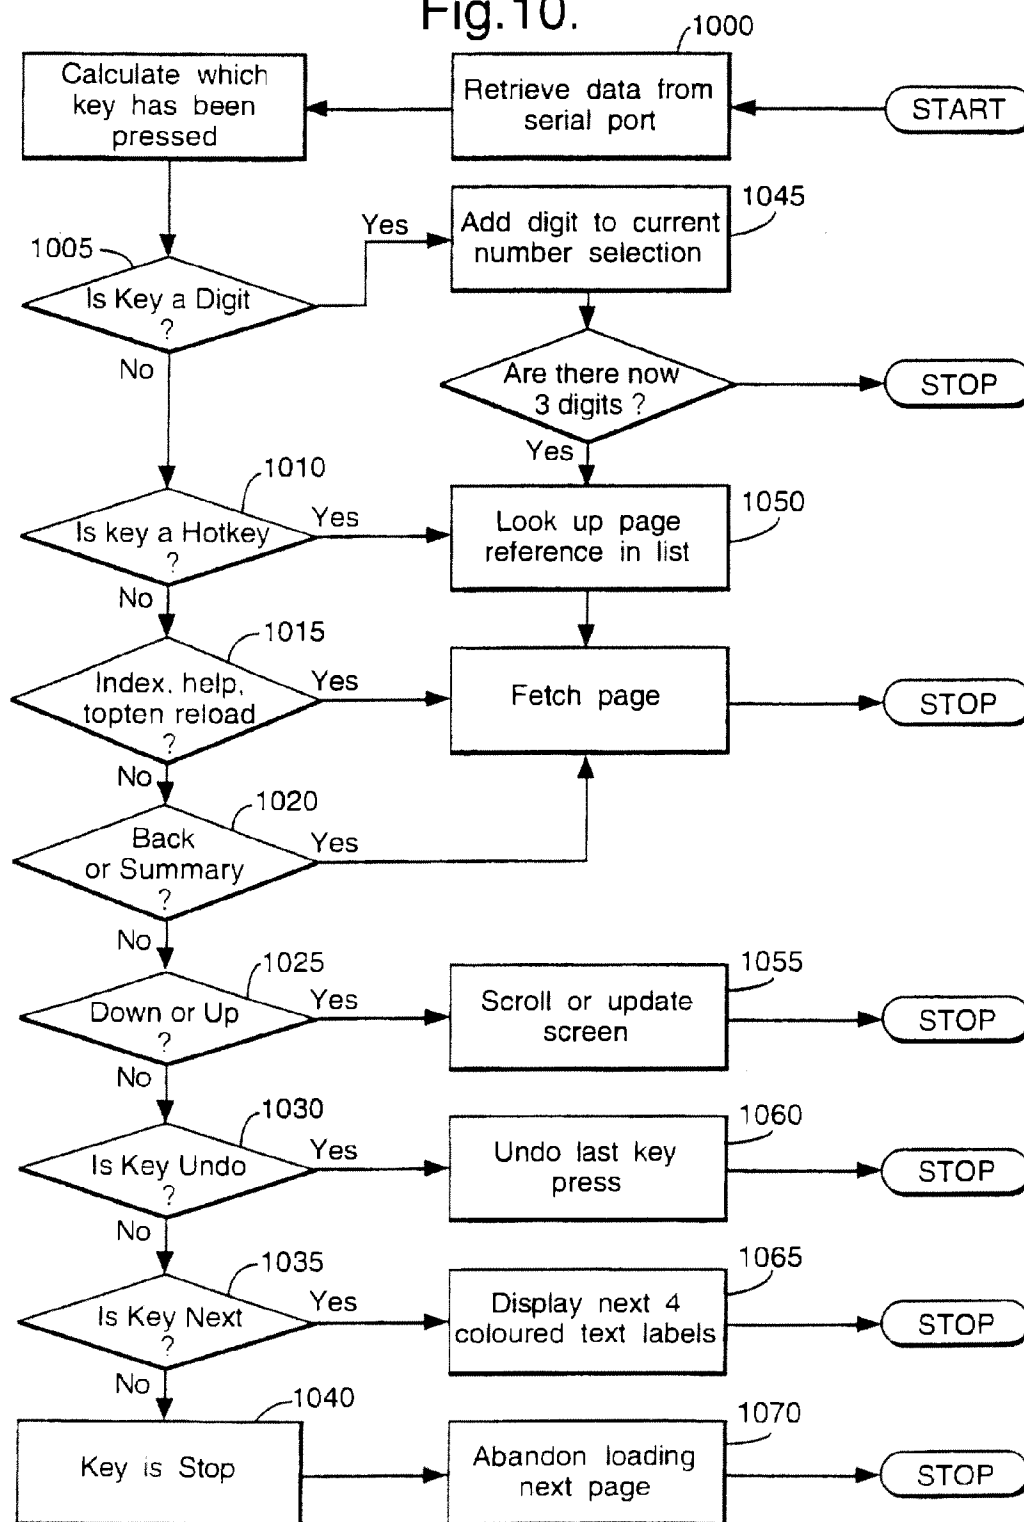 Fig.10.
1000
Calculate which
key has been
pressed
Retrieve data from
serial port
START
1045
Yes
Add digit to current
number selection
1005
Is Key a Digit
?
No
Are there now
3 digits ?
STOP
Yes
1010
Is key a Hotkey
?
Yes
1050
Look up page
reference in list
No
1015
Index, help,
topten reload
?
Yes
Fetch page
STOP
No
1020
Back
or Summary
?
Yes
No
1025
Down or Up
?
Yes
1055
Scroll or update
screen
STOP
No
1030
Is Key Undo
?
Yes
1060
Undo last key
press
STOP
No
1035
Is Key Next
?
Yes
1065
Display next 4
coloured text labels
STOP
No
1040
Key is Stop
1070
Abandon loading
next page
STOP